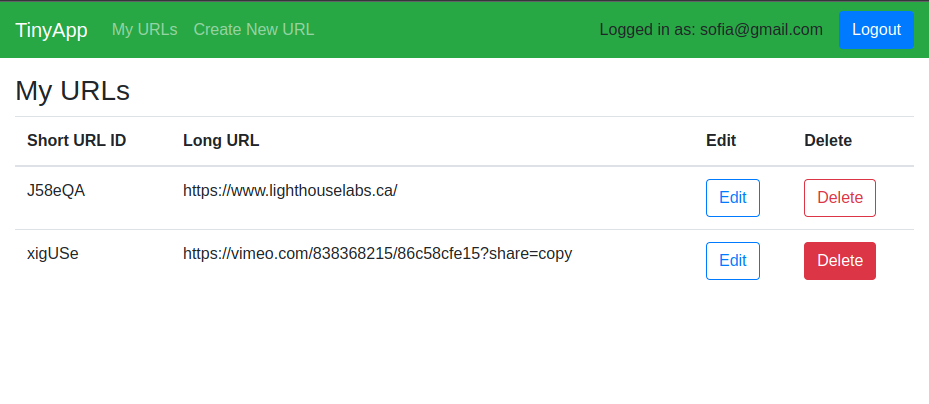 TinyApp My URLs Create New URL Logged in as: sofia@gmail.com Logout
My URLs
Short URL ID Long URL Edit Delete
J58eQA https://www.lighthouselabs.ca/ Edit Delete
xigUSe https://vimeo.com/838368215/86c58cfe15?share=copy Edit Delete